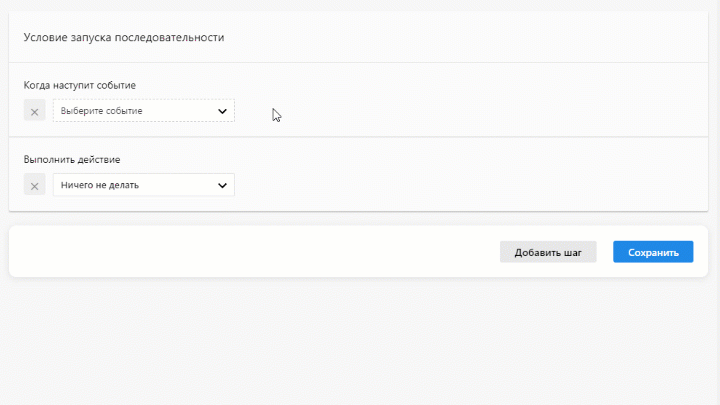 Условие запуска последовательности
Когда наступит событие
Выберите событие
Выполнить действие
Ничего не делать
Добавить шаг
Сохранить